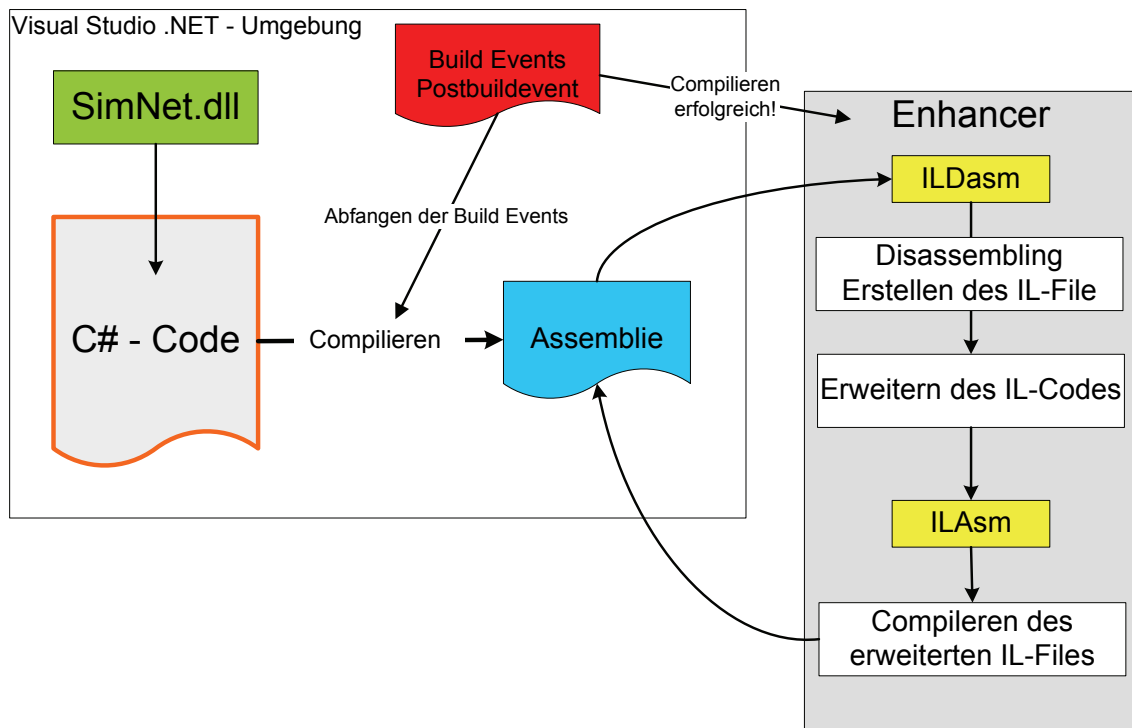 Visual Studio .NET - Umgebung
SimNet.dll
Build Events
Postbuildevent
Compilieren
erfolgreich!
Abfangen der Build Events
C# - Code
Compilieren
Assemblie
Enhancer
ILDasm
Disassembling
Erstellen des IL-File
Erweitern des IL-Codes
ILAsm
Compileren des
erweiterten IL-Files